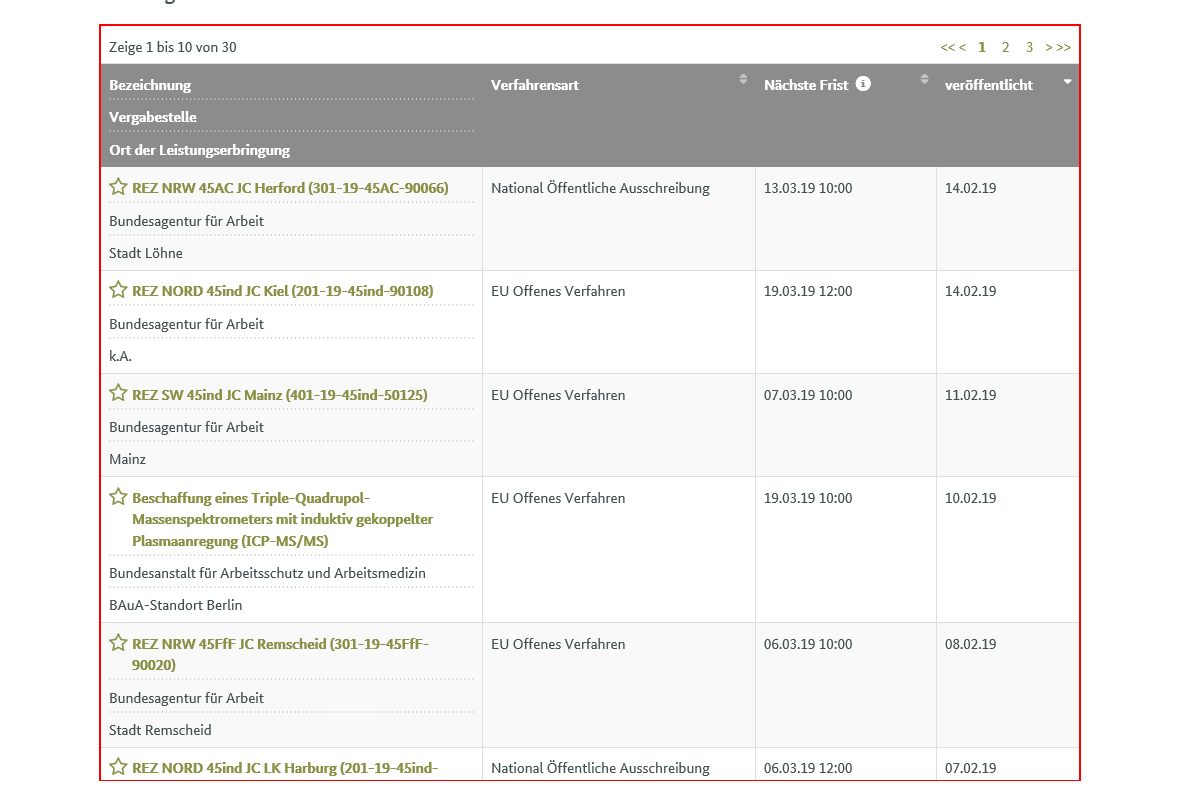 Zeige 1 bis 10 von 30
<< < 1 2 3 > >>
Bezeichnung
Vergabestelle
Ort der Leistungserbringung
Verfahrensart
Nächste Frist
veröffentlicht
REZ NRW 45AC JC Herford (301-19-45AC-90066)
Bundesagentur für Arbeit
Stadt Löhne
National Öffentliche Ausschreibung
13.03.19 10:00
14.02.19
REZ NORD 45ind JC Kiel (201-19-45ind-90108)
Bundesagentur für Arbeit
k.A.
EU Offenes Verfahren
19.03.19 12:00
14.02.19
REZ SW 45ind JC Mainz (401-19-45ind-50125)
Bundesagentur für Arbeit
Mainz
EU Offenes Verfahren
07.03.19 10:00
11.02.19
Beschaffung eines Triple-Quadrupol-
Massenspektrometers mit induktiv gekoppelter
Plasmaanregung (ICP-MS/MS)
Bundesanstalt für Arbeitsschutz und Arbeitsmedizin
BAuA-Standort Berlin
EU Offenes Verfahren
19.03.19 10:00
10.02.19
REZ NRW 45FfF JC Remscheid (301-19-45FfF-
90020)
Bundesagentur für Arbeit
Stadt Remscheid
EU Offenes Verfahren
06.03.19 10:00
08.02.19
REZ NORD 45ind JC LK Harburg (201-19-45ind-
National Öffentliche Ausschreibung
06.03.19 12:00
07.02.19